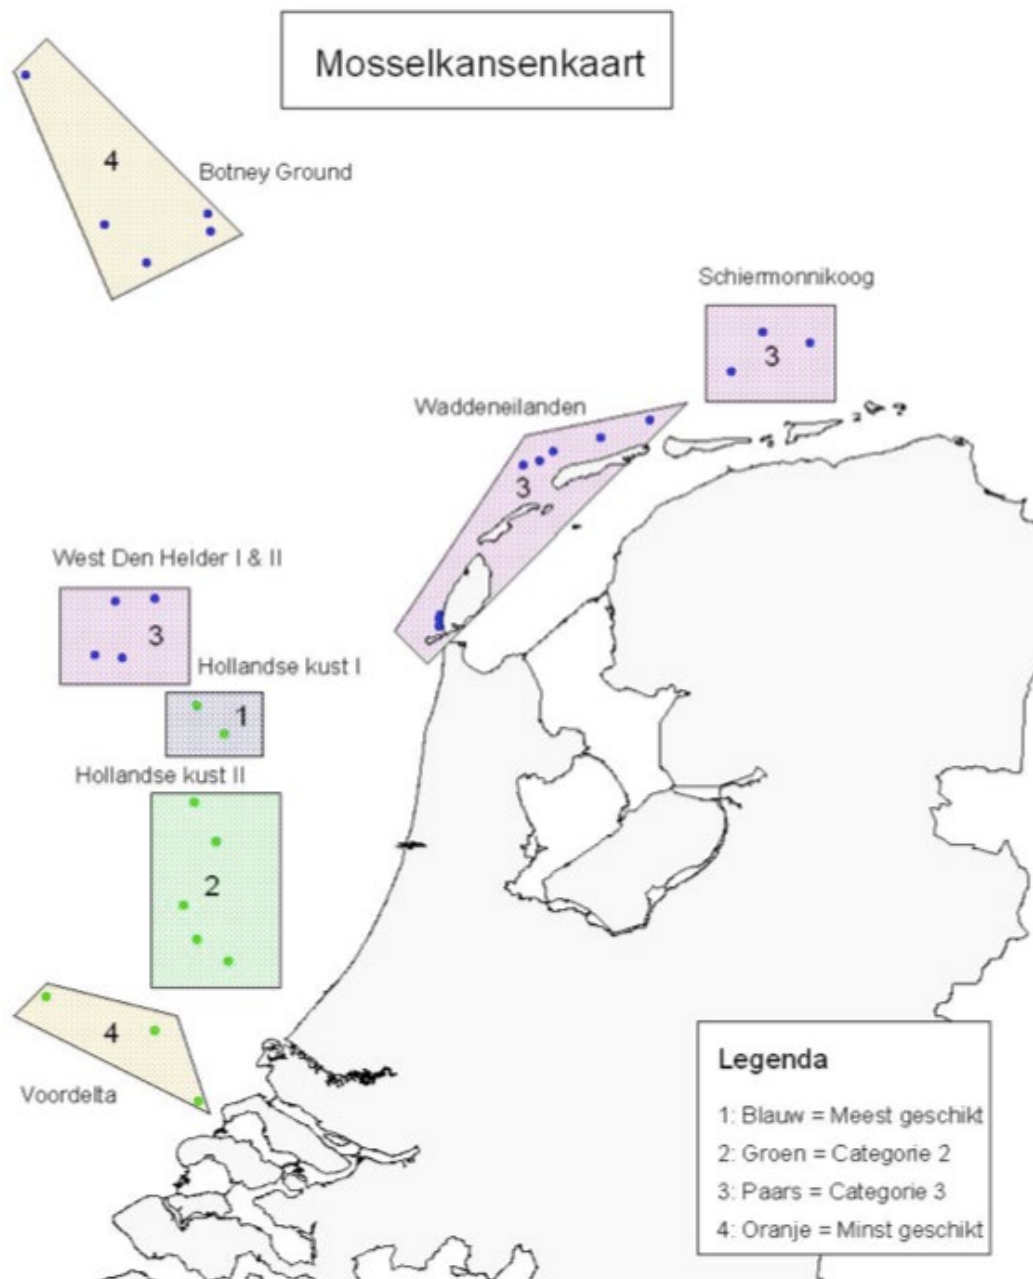 Mosselkansenkaart
4
Botney Ground
Schiermonnikoog
3
Waddeneilanden
3
West Den Helder I & II
3
Hollandse kust I
1
Hollandse kust II
2
4
Voordelta
Legenda
1: Blauw = Meest geschikt
2: Groen = Categorie 2
3: Paars = Categorie 3
4: Oranje = Minst geschikt